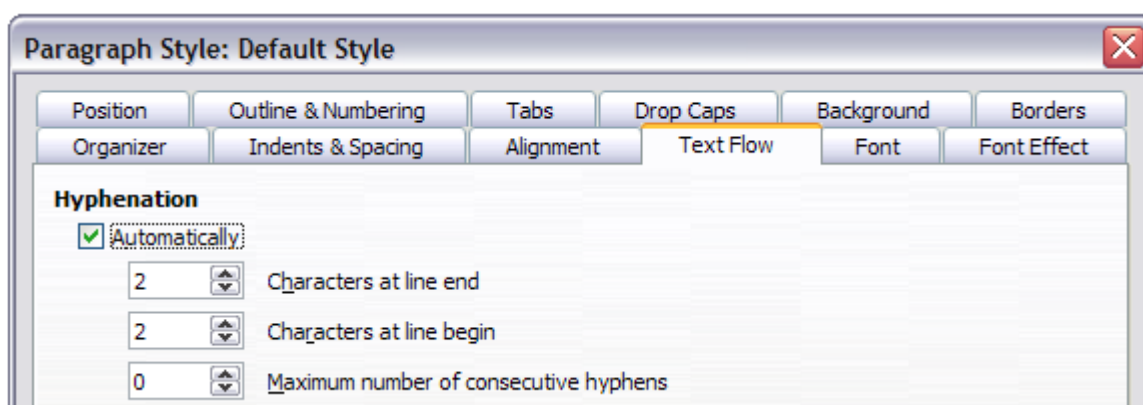 Paragraph Style: Default Style
Position Outline & Numbering Tabs Drop Caps Background Borders
Organizer Indents & Spacing Alignment Text Flow Font Font Effect
Hyphenation
Automatically
2 Characters at line end
2 Characters at line begin
0 Maximum number of consecutive hyphens